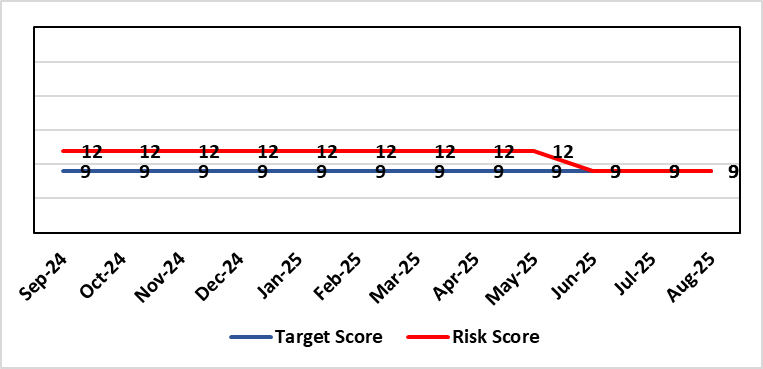 12 12 12 12 12 12 12 12 12
9 9 9 9 9 9 9 9 9 9 9 9
Sep-24 Oct-24 Nov-24 Dec-24 Jan-25 Feb-25 Mar-25 Apr-25 May-25 Jun-25 Jul-25 Aug-25
Target Score Risk Score